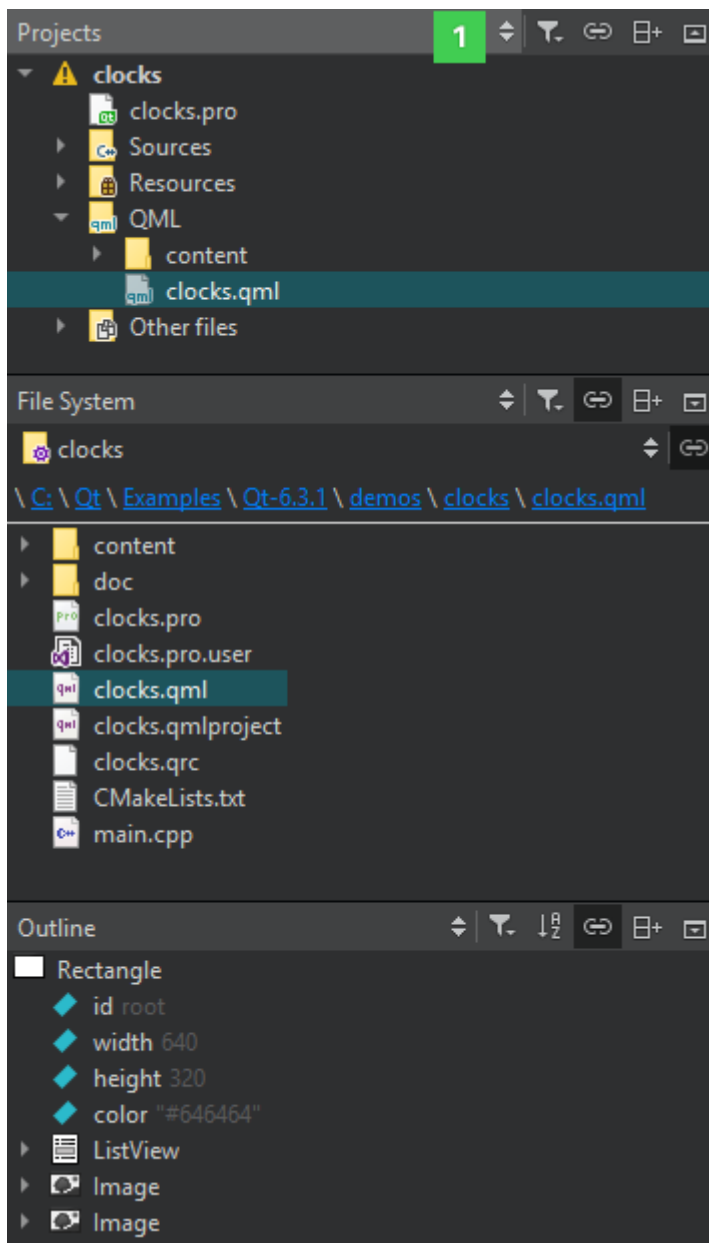 Projects 1
clocks
clocks.pro
Sources
Resources
QML
content
clocks.qml
Other files
File System
clocks
\ C: \ Qt \ Examples \ Qt-6.3.1 \ demos \ clocks \ clocks.qml
content
doc
clocks.pro
clocks.pro.user
clocks.qml
clocks.qmlproject
clocks.qrc
CMakeLists.txt
main.cpp
Outline
Rectangle
id root
width 640
height 320
color "#646464"
ListView
Image
Image